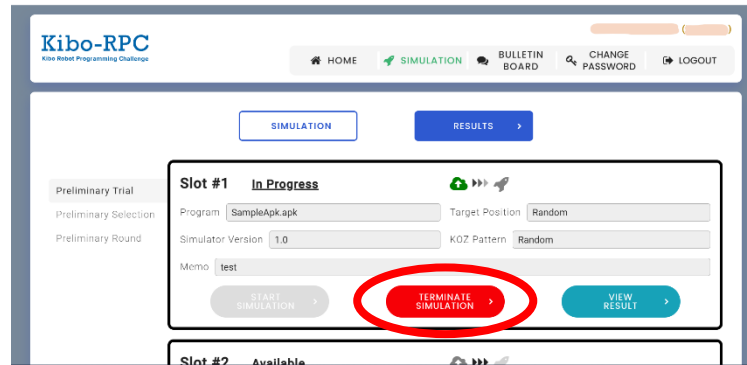 Kibo-RPC
Kibo Robot Programming Challenge
HOME
SIMULATION
BULLETIN
BOARD
CHANGE
PASSWORD
LOGOUT
SIMULATION
RESULTS
Preliminary Trial
Preliminary Selection
Preliminary Round
Slot #1 In Progress
Program SampleApk.apk Target Position Random
Simulator Version 1.0 KOZ Pattern Random
Memo test
START
SIMULATION
TERMINATE
SIMULATION
VIEW
RESULT
Slot #2 Available